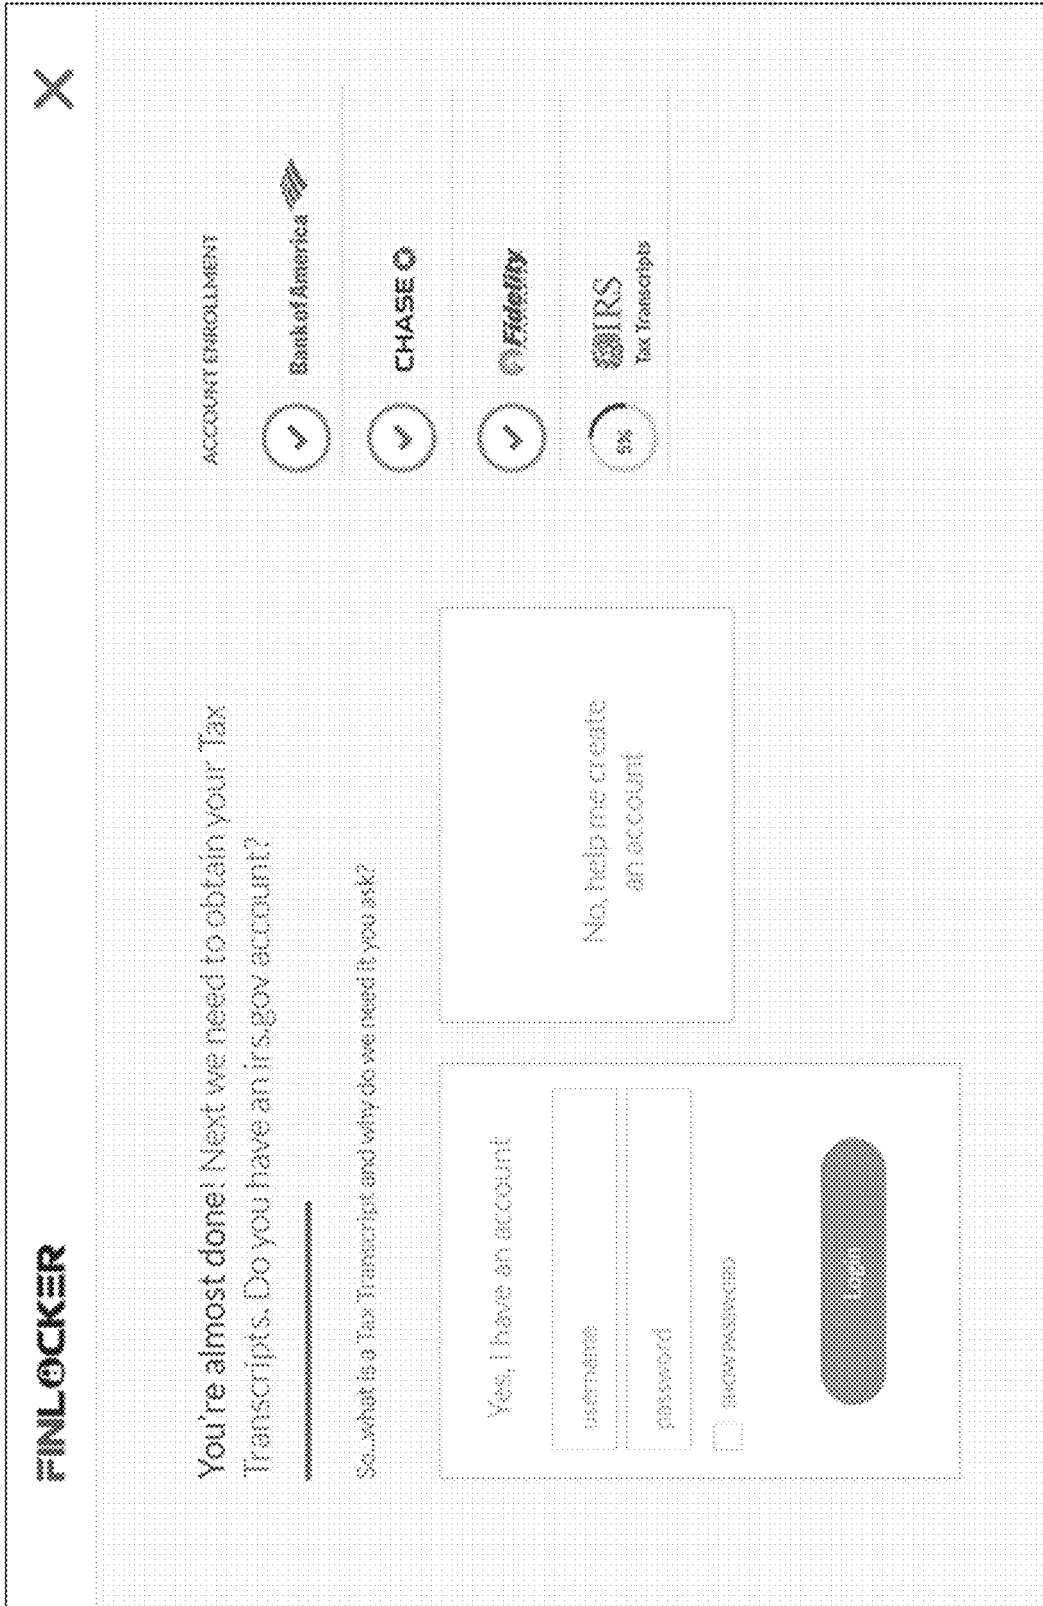 FINLOCKER
You're almost done! Next we need to obtain your Tax
Transcripts. Do you have an irs.gov account?
So...what is a Tax Transcript and why do we need it you ask?
Yes, I have an account
username
password
show password
No, help me create
an account
ACCOUNT ENROLLMENT
Bank of America
CHASE
Fidelity
IRS
Tax Transcripts